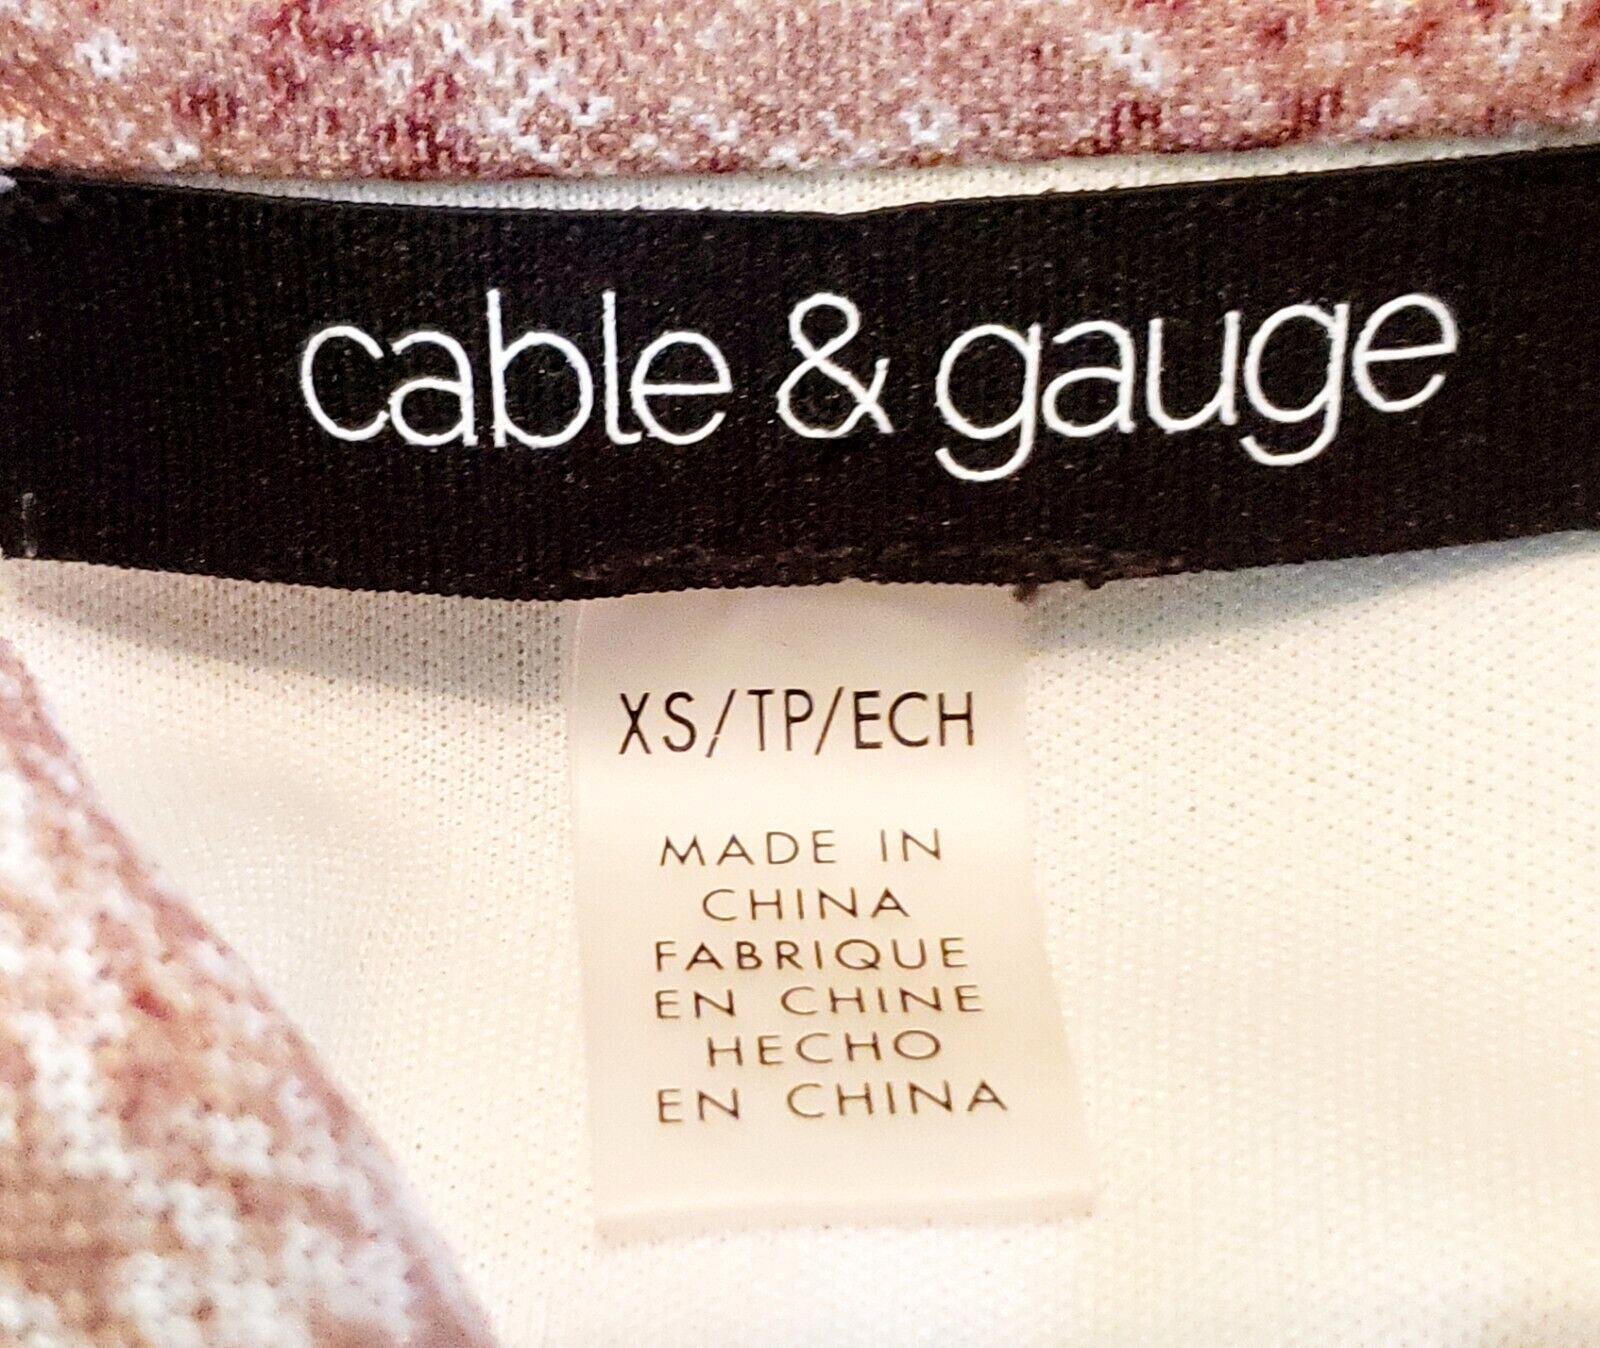 cable & gauge
XS/TP/ECH
MADE IN
CHINA
FABRIQUE
EN CHINE
HECHO
EN CHINA